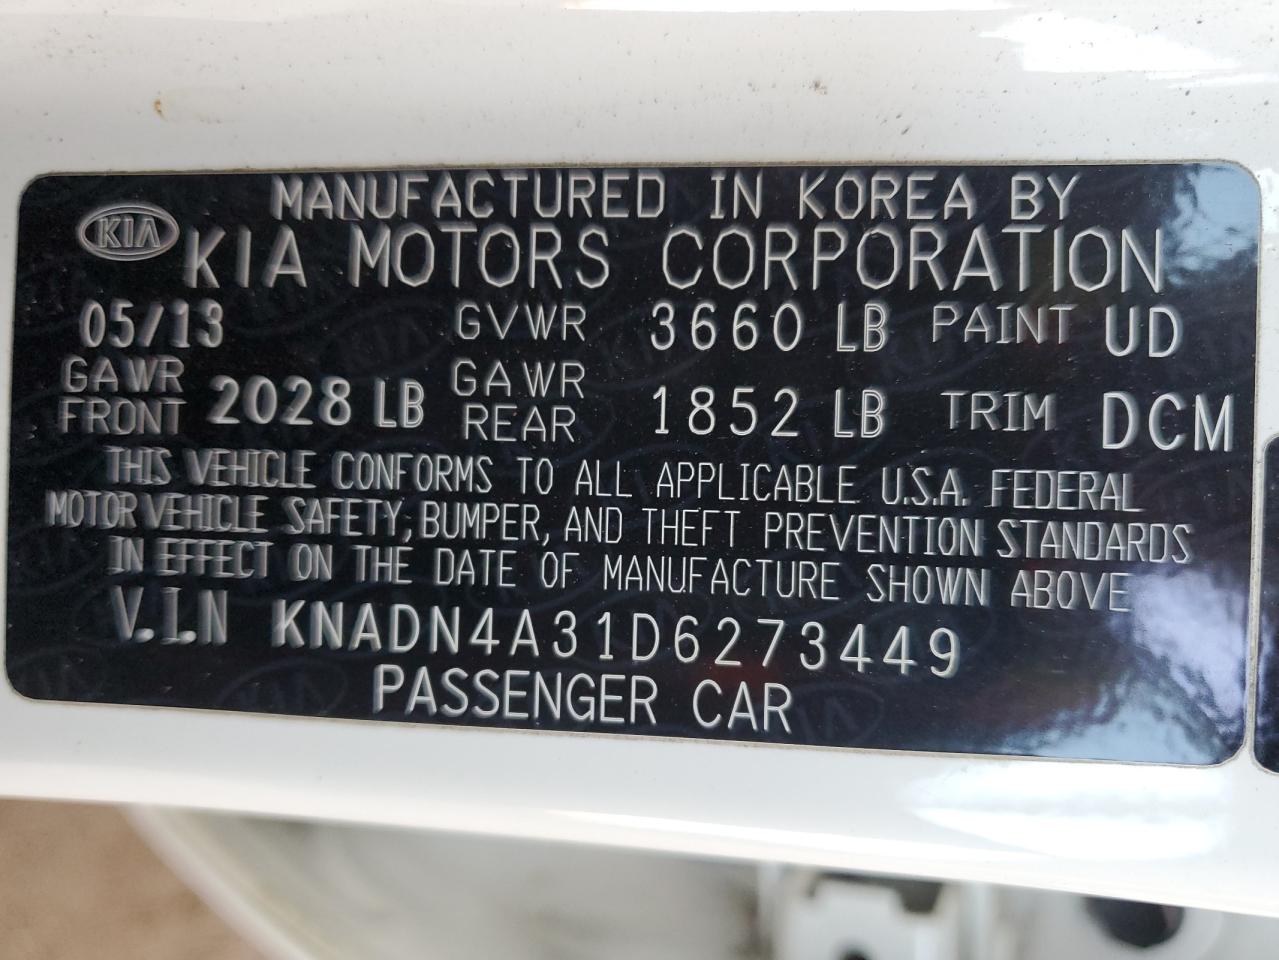 MANUFACTURED IN KOREA BY
KIA KIA MOTORS CORPORATION
05/13 GVWR 3660 LB PAINT UD
GAWR FRONT 2028 LB GAWR REAR 1852 LB TRIM DCM
THIS VEHICLE CONFORMS TO ALL APPLICABLE U.S.A. FEDERAL
MOTOR VEHICLE SAFETY, BUMPER, AND THEFT PREVENTION STANDARDS
IN EFFECT ON THE DATE OF MANUFACTURE SHOWN ABOVE
V.I.N KNADN4A31D6273449
PASSENGER CAR